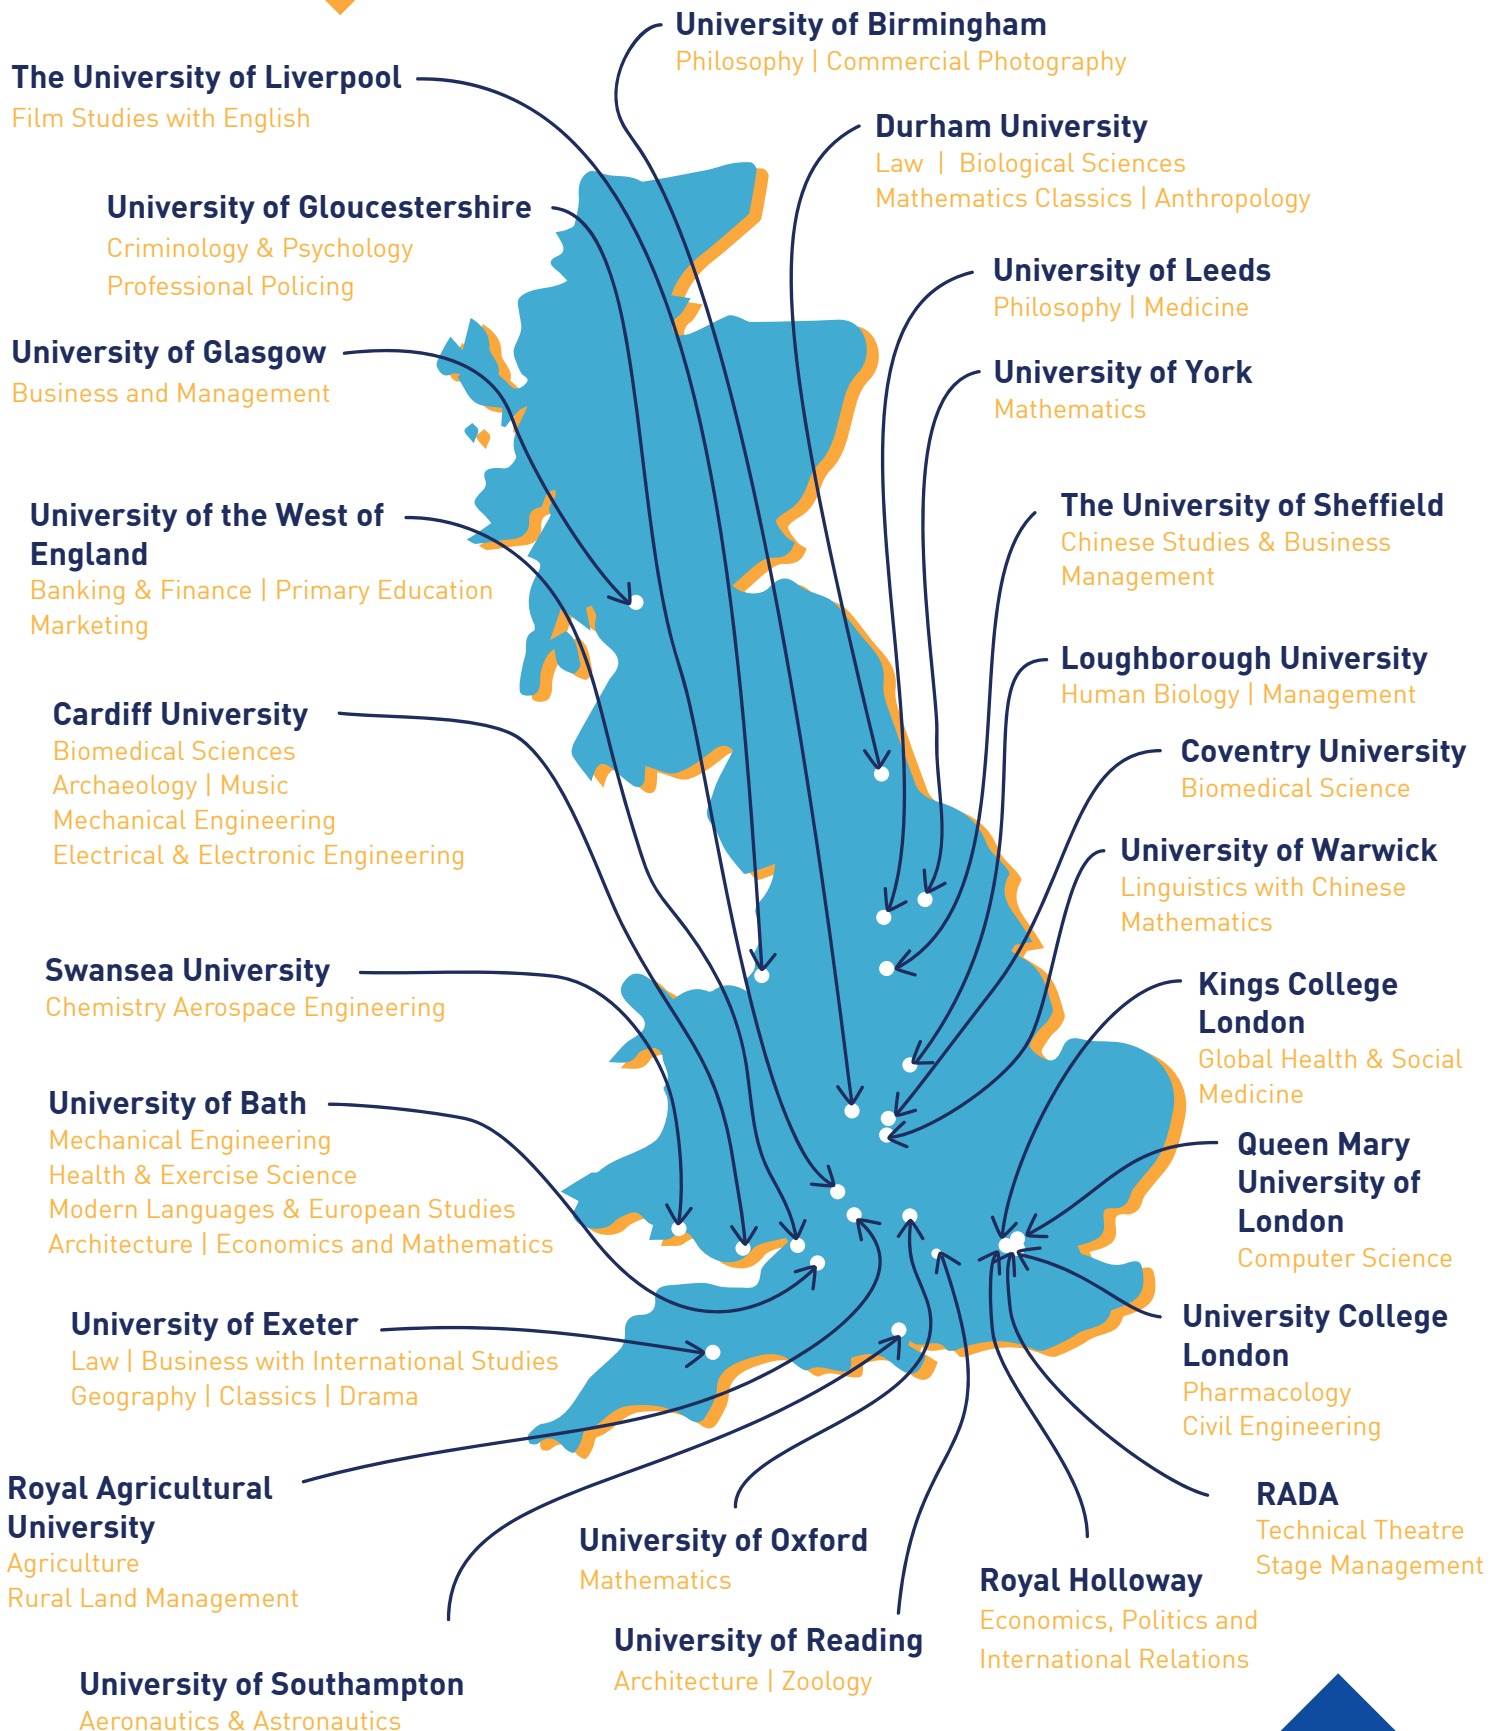 University of Birmingham
Philosophy | Commercial Photography
The University of Liverpool
Film Studies with English
Durham University
Law | Biological Sciences
Mathematics Classics | Anthropology
University of Gloucestershire
Criminology & Psychology
Professional Policing
University of Leeds
Philosophy | Medicine
University of Glasgow
Business and Management
University of York
Mathematics
University of the West of
England
Banking & Finance | Primary Education
Marketing
The University of Sheffield
Chinese Studies & Business
Management
Loughborough University
Human Biology | Management
Cardiff University
Biomedical Sciences
Archaeology | Music
Mechanical Engineering
Electrical & Electronic Engineering
Coventry University
Biomedical Science
University of Warwick
Linguistics with Chinese
Mathematics
Swansea University
Chemistry Aerospace Engineering
Kings College
London
Global Health & Social
Medicine
University of Bath
Mechanical Engineering
Health & Exercise Science
Modern Languages & European Studies
Architecture | Economics and Mathematics
Queen Mary
University of
London
Computer Science
University of Exeter
Law | Business with International Studies
Geography | Classics | Drama
University College
London
Pharmacology
Civil Engineering
Royal Agricultural
University
Agriculture
Rural Land Management
RADA
Technical Theatre
Stage Management
University of Oxford
Mathematics
Royal Holloway
Economics, Politics and
International Relations
University of Reading
Architecture | Zoology
University of Southampton
Aeronautics & Astronautics